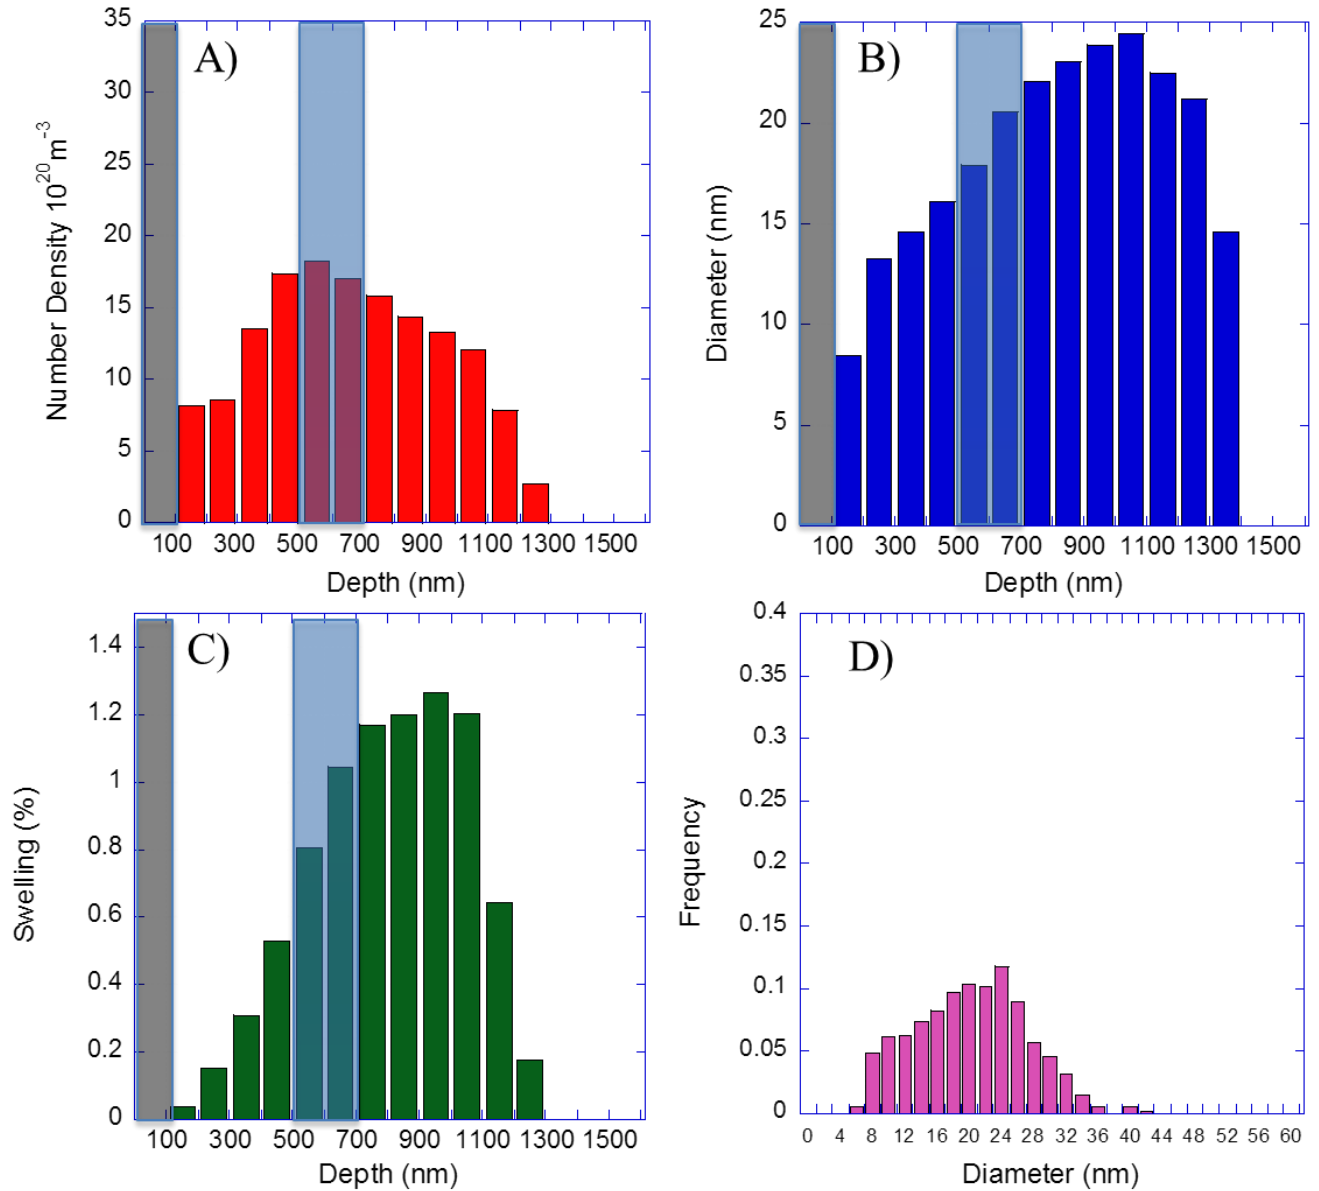 A)
35
30
25
20
15
10
5
0
Number Density 10²⁰m⁻³
100 300 500 700 900 1100 1300 1500
Depth (nm)
B)
25
20
15
10
5
0
Diameter (nm)
100 300 500 700 900 1100 1300 1500
Depth (nm)
C)
1.4
1.2
1
0.8
0.6
0.4
0.2
0
Swelling (%)
100 300 500 700 900 1100 1300 1500
Depth (nm)
D)
0.4
0.35
0.3
0.25
0.2
0.15
0.1
0.05
0
Frequency
0 4 8 12 16 20 24 28 32 36 40 44 48 52 56 60
Diameter (nm)